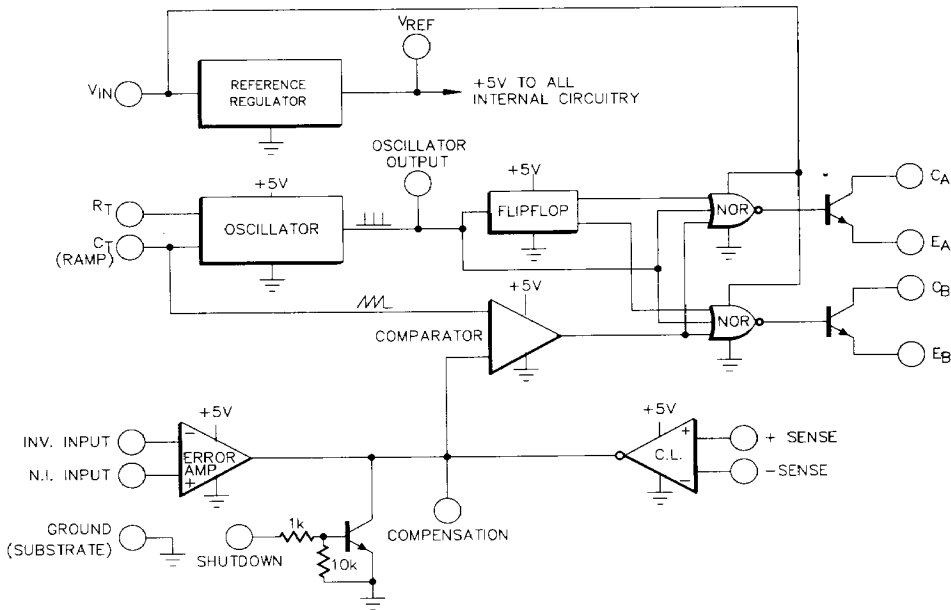 VREF
VIN
REFERENCE
REGULATOR
+5V TO ALL
INTERNAL CIRCUITRY
OSCILLATOR
OUTPUT
+5V
+5V
RT
OSCILLATOR
FLIPFLOP
NOR
CA
CT
(RAMP)
EA
+5V
COMPARATOR
NOR
CB
EB
+5V
+5V
INV. INPUT
−
ERROR
AMP
+
N.I. INPUT
+
C.L.
−
+ SENSE
−SENSE
GROUND
(SUBSTRATE)
1k
SHUTDOWN
10k
COMPENSATION